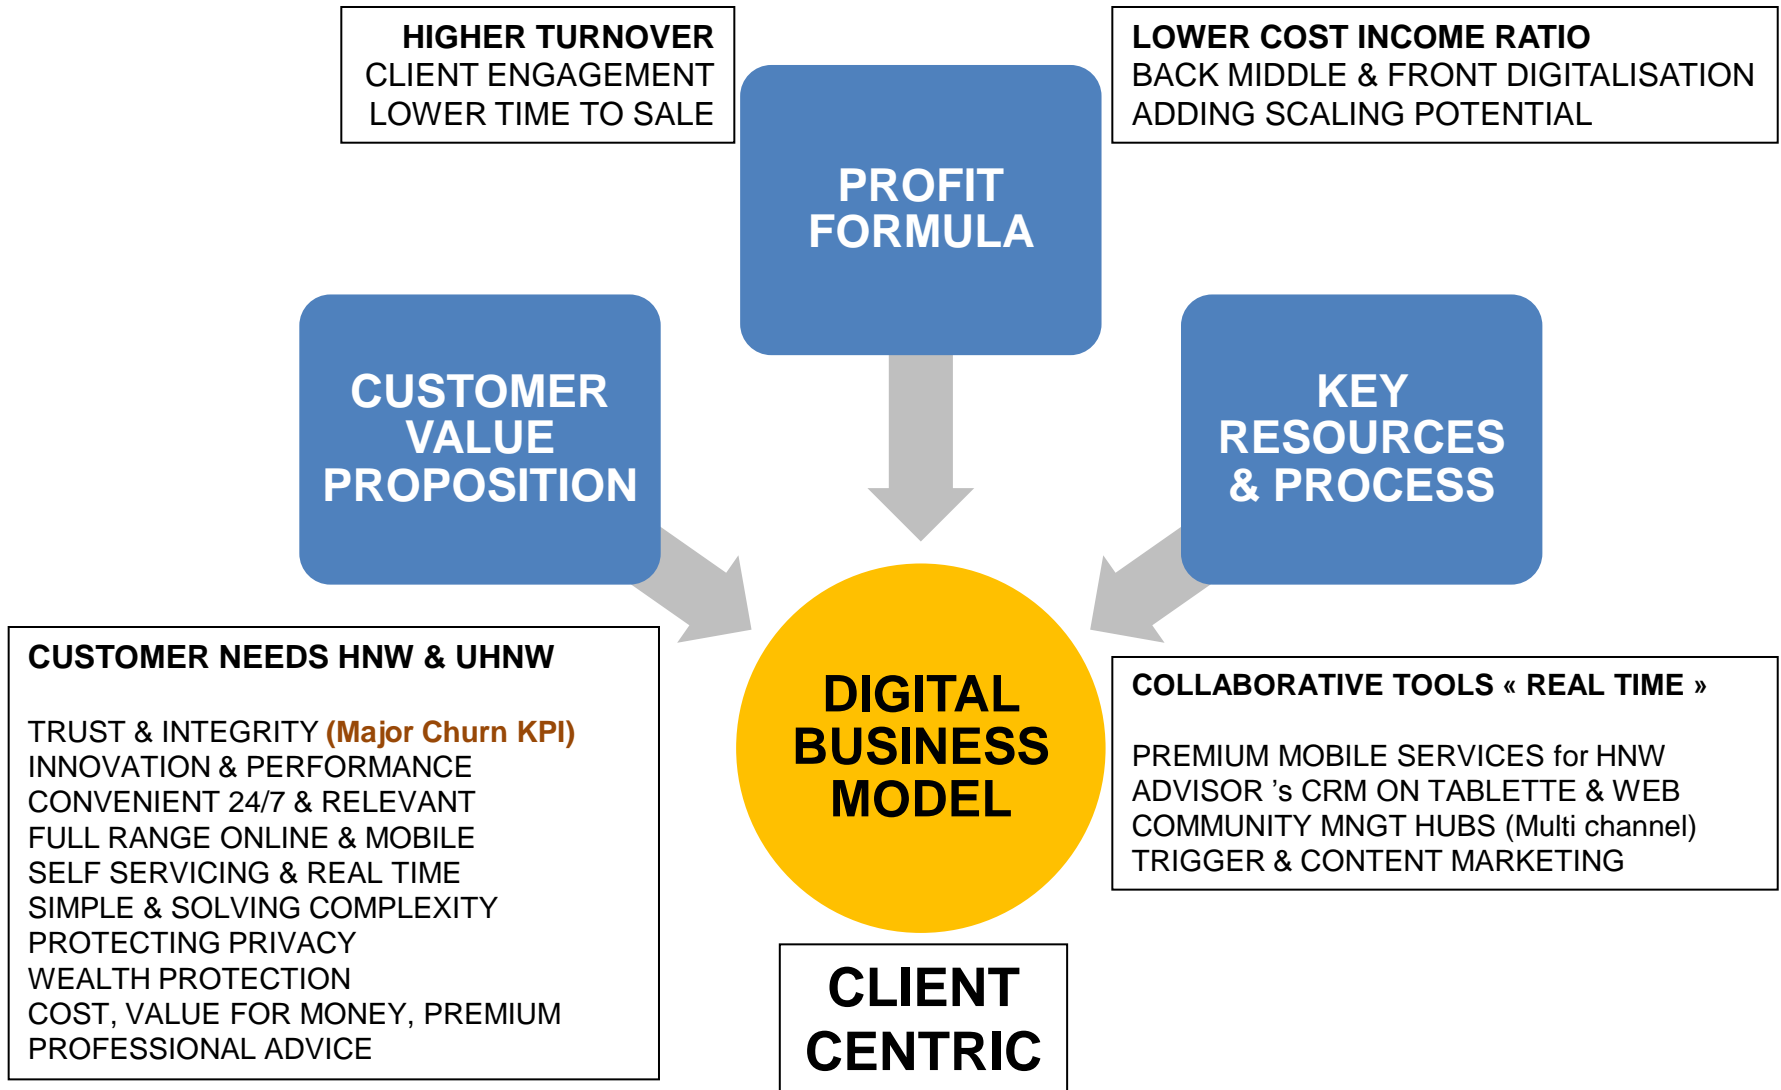 HIGHER TURNOVER
CLIENT ENGAGEMENT
LOWER TIME TO SALE
LOWER COST INCOME RATIO
BACK MIDDLE & FRONT DIGITALISATION
ADDING SCALING POTENTIAL
PROFIT
FORMULA
CUSTOMER
VALUE
PROPOSITION
KEY
RESOURCES
& PROCESS
CUSTOMER NEEDS HNW & UHNW
TRUST & INTEGRITY (Major Churn KPI)
INNOVATION & PERFORMANCE
CONVENIENT 24/7 & RELEVANT
FULL RANGE ONLINE & MOBILE
SELF SERVICING & REAL TIME
SIMPLE & SOLVING COMPLEXITY
PROTECTING PRIVACY
WEALTH PROTECTION
COST, VALUE FOR MONEY, PREMIUM
PROFESSIONAL ADVICE
DIGITAL
BUSINESS
MODEL
COLLABORATIVE TOOLS « REAL TIME »
PREMIUM MOBILE SERVICES for HNW
ADVISOR 's CRM ON TABLETTE & WEB
COMMUNITY MNGT HUBS (Multi channel)
TRIGGER & CONTENT MARKETING
CLIENT
CENTRIC